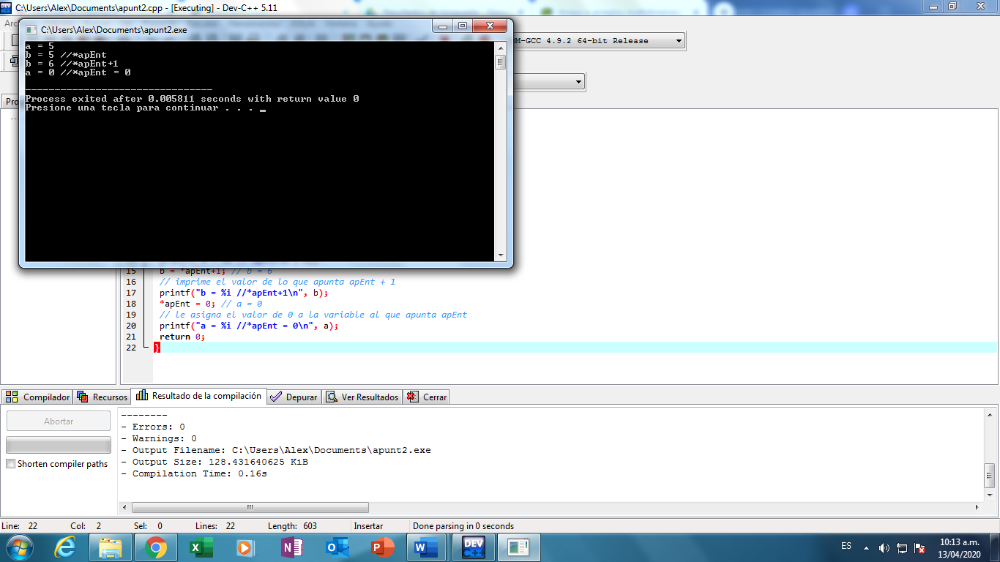 C:\Users\Alex\Documents\apunt2.cpp - [Executing] - Dev-C++ 5.11
C:\Users\Alex\Documents\apunt2.exe
a = 5
b = 5 //*apEnt
b = 6 //*apEnt+1
a = 0 //*apEnt = 0
--------------------------------
Process exited after 0.005811 seconds with return value 0
Presione una tecla para continuar . . .
M-GCC 4.9.2 64-bit Release
Pro
15 b = *apEnt+1; // b = 6
16 // imprime el valor de lo que apunta apEnt + 1
17 printf("b = %i //*apEnt+1\n", b);
18 *apEnt = 0; // a = 0
19 // le asigna el valor de 0 a la variable al que apunta apEnt
20 printf("a = %i //*apEnt = 0\n", a);
21 return 0;
22 }
Compilador Recursos Resultado de la compilación Depurar Ver Resultados Cerrar
Abortar
Shorten compiler paths
--------
- Errors: 0
- Warnings: 0
- Output Filename: C:\Users\Alex\Documents\apunt2.exe
- Output Size: 128.431640625 KiB
- Compilation Time: 0.16s
Line: 22 Col: 2 Sel: 0 Lines: 22 Length: 603 Insertar Done parsing in 0 seconds
DEV C++
ES
10:13 a.m.
13/04/2020